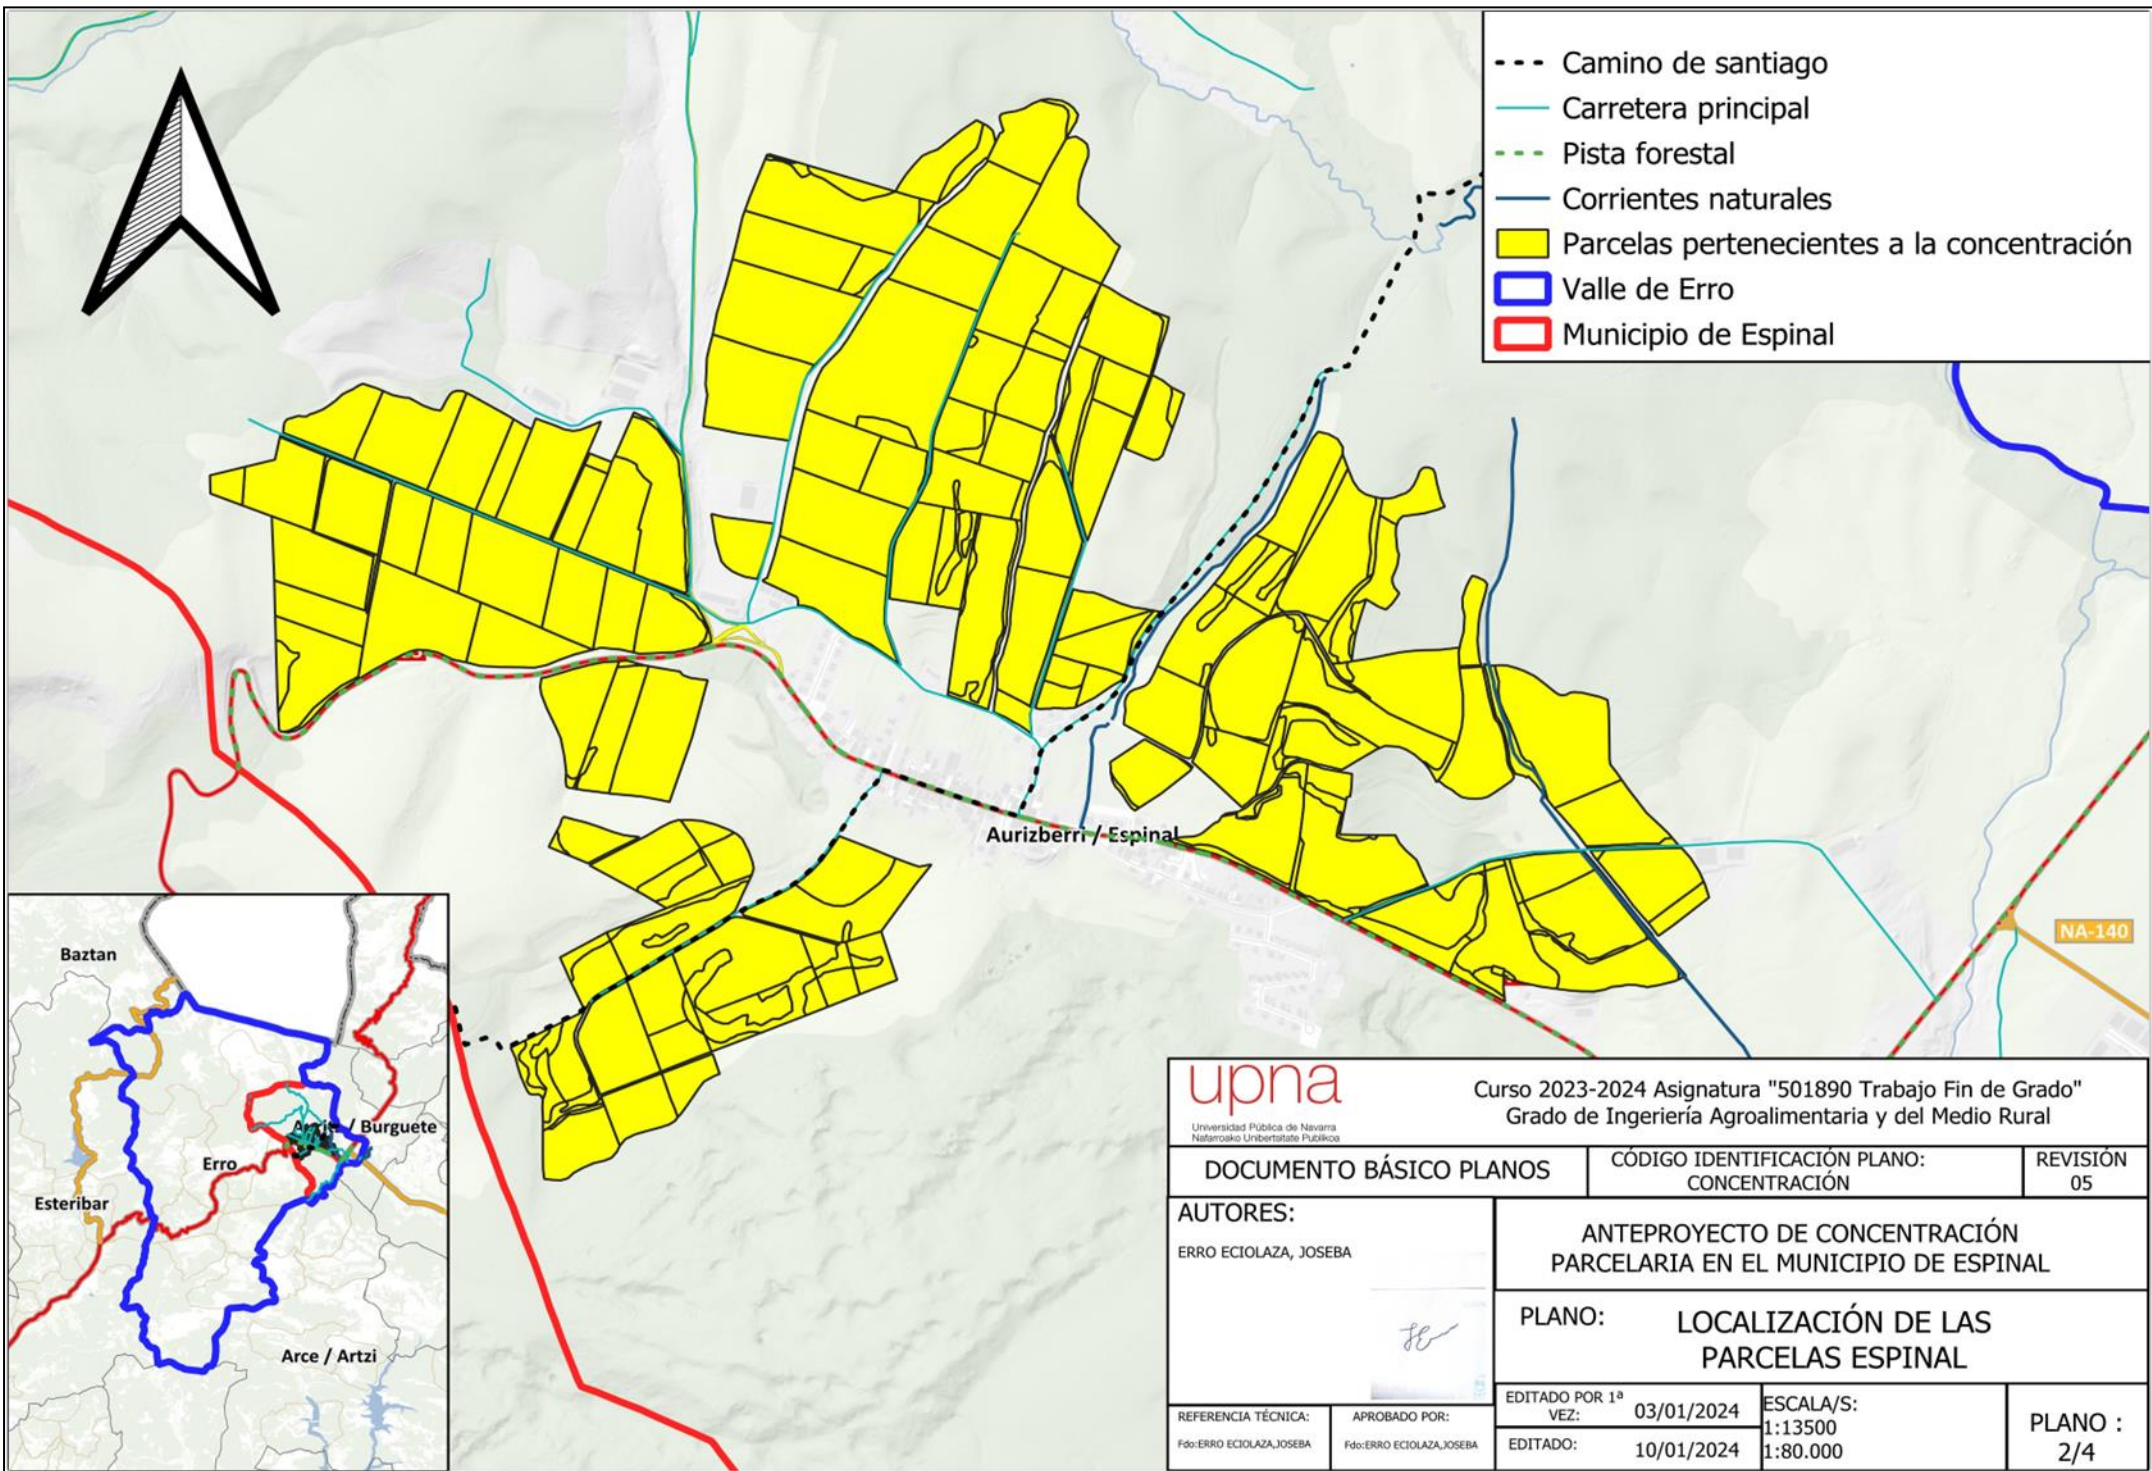 Camino de santiago
Carretera principal
Pista forestal
Corrientes naturales
Parcelas pertenecientes a la concentración
Valle de Erro
Municipio de Espinal
Aurizberri / Espinal
NA-140
Baztan
/ Burguete
Erro
Esteribar
Arce / Artzi
upna
Universidad Pública de Navarra
Nafarroako Unibertsitate Publikoa
Curso 2023-2024 Asignatura "501890 Trabajo Fin de Grado"
Grado de Ingeriería Agroalimentaria y del Medio Rural
DOCUMENTO BÁSICO PLANOS
CÓDIGO IDENTIFICACIÓN PLANO:
CONCENTRACIÓN
REVISIÓN
05
AUTORES:
ERRO ECIOLAZA, JOSEBA
ANTEPROYECTO DE CONCENTRACIÓN
PARCELARIA EN EL MUNICIPIO DE ESPINAL
PLANO:
LOCALIZACIÓN DE LAS
PARCELAS ESPINAL
REFERENCIA TÉCNICA:
Fdo:ERRO ECIOLAZA,JOSEBA
APROBADO POR:
Fdo:ERRO ECIOLAZA,JOSEBA
EDITADO POR 1ª
VEZ:
03/01/2024
EDITADO:
10/01/2024
ESCALA/S:
1:13500
1:80.000
PLANO :
2/4